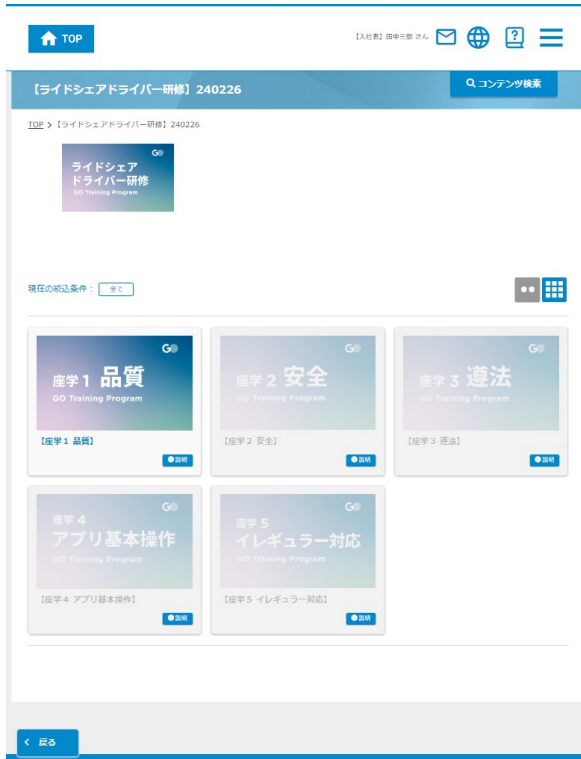 TOP
【入社者】田中三郎 さん
【ライドシェアドライバー研修】240226
コンテンツ検索
TOP > 【ライドシェアドライバー研修】240226
GO
ライドシェア
ドライバー研修
GO Training Program
現在の絞込条件： 全て
GO
座学1 品質
GO Training Program
【座学1 品質】
説明
GO
座学2 安全
GO Training Program
【座学2 安全】
説明
GO
座学3 遵法
GO Training Program
【座学3 遵法】
説明
GO
座学4
アプリ基本操作
GO Training Program
【座学4 アプリ基本操作】
説明
GO
座学5
イレギュラー対応
GO Training Program
【座学5 イレギュラー対応】
説明
戻る